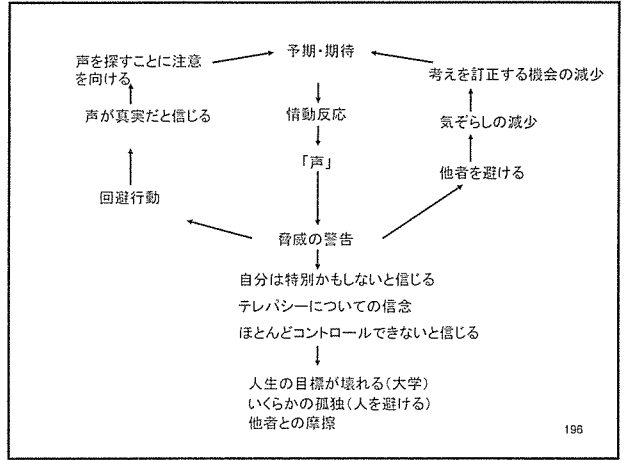 予期・期待
声を探すことに注意
を向ける
考えを訂正する機会の減少
声が真実だと信じる
情動反応
気ぞらしの減少
「声」
他者を避ける
回避行動
脅威の警告
自分は特別かもしないと信じる
テレパシーについての信念
ほとんどコントロールできないと信じる
人生の目標が壊れる(大学)
いくらかの孤独(人を避ける)
他者との摩擦
196